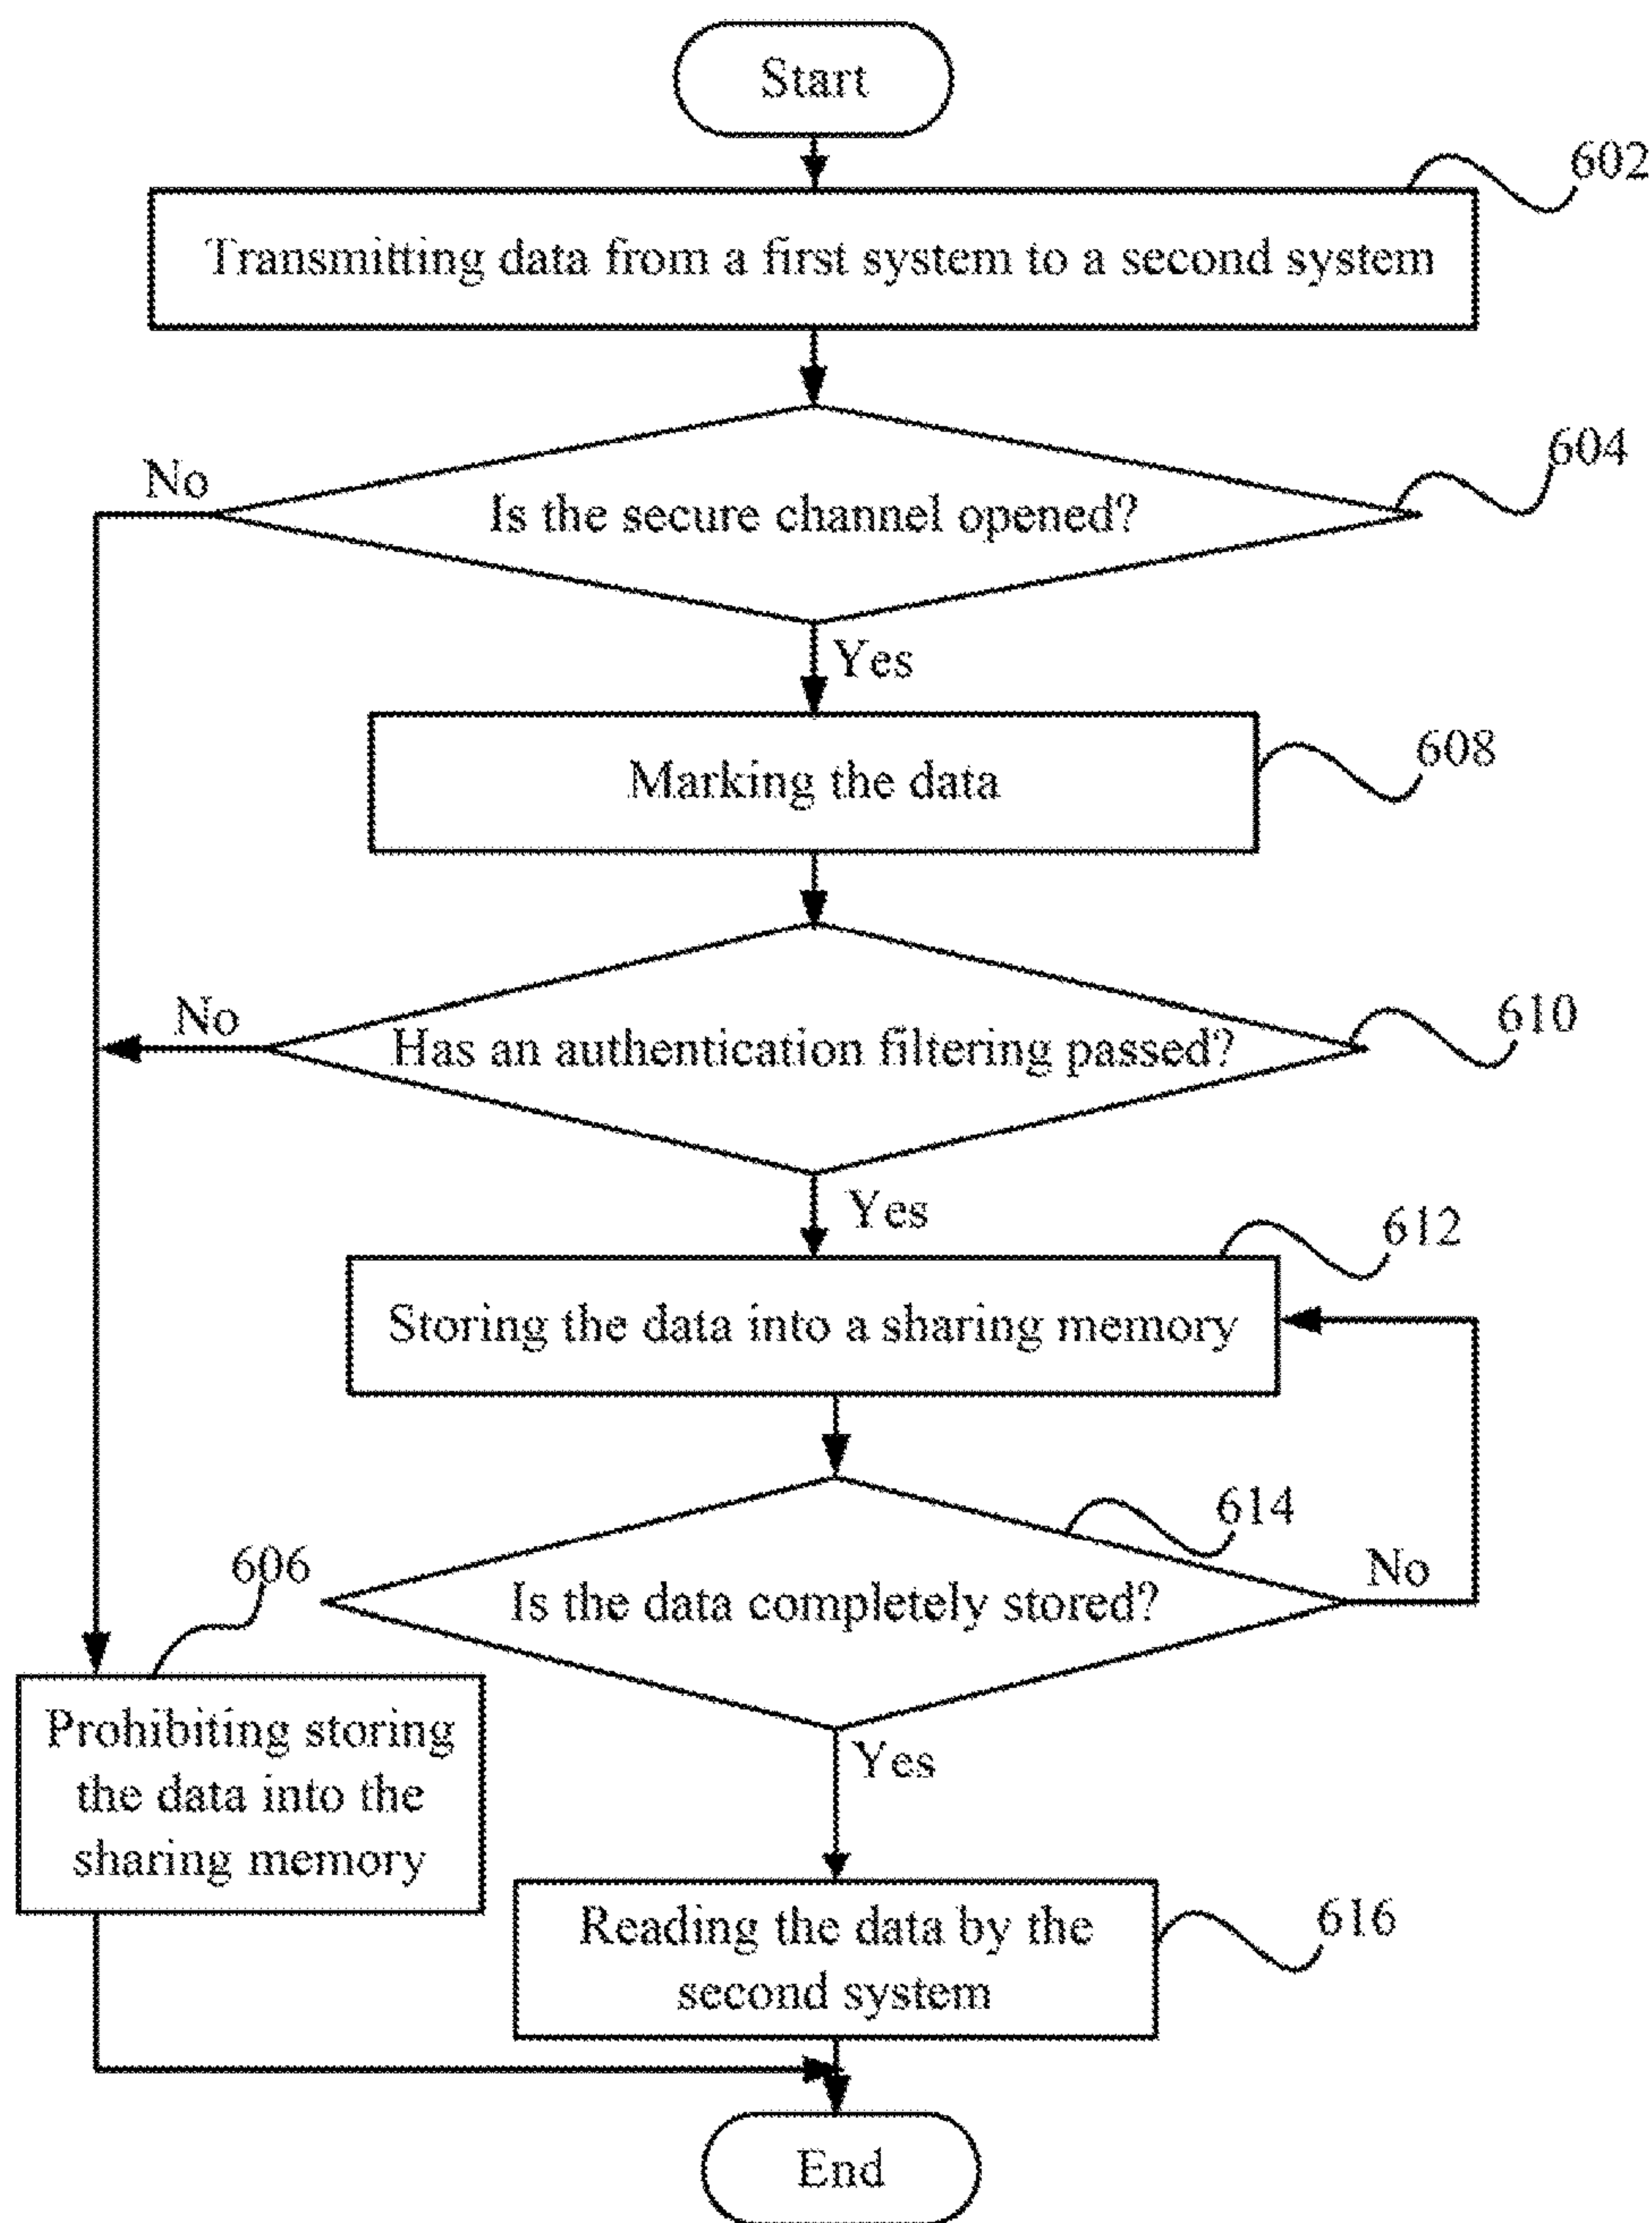 Start
602
Transmitting data from a first system to a second system
604
No
Is the secure channel opened?
Yes
608
Marking the data
610
No
Has an authentication filtering passed?
Yes
612
Storing the data into a sharing memory
614
606
No
Is the data completely stored?
Prohibiting storing
the data into the
sharing memory
Yes
616
Reading the data by the
second system
End